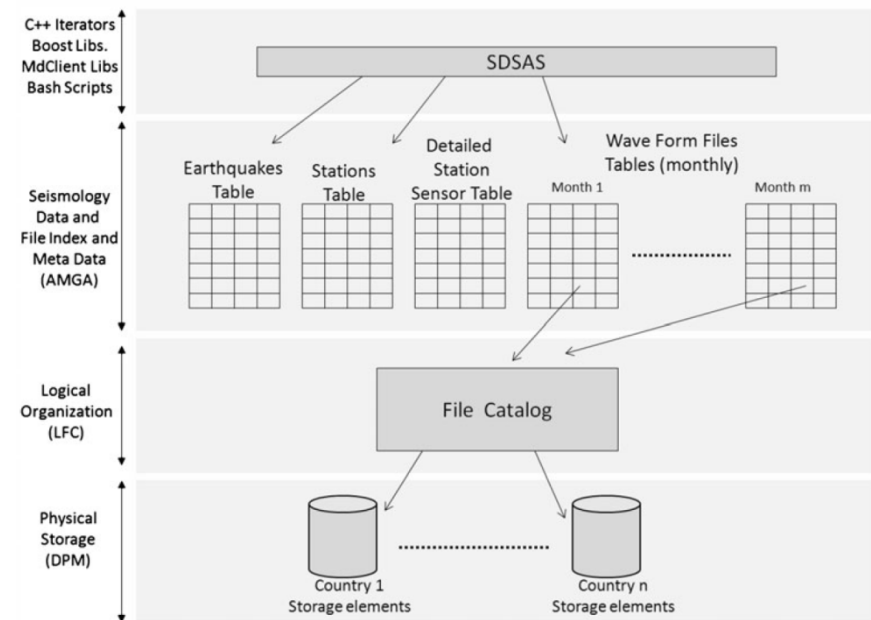 C++ Iterators
Boost Libs.
MdClient Libs
Bash Scripts
SDSAS
Seismology
Data and
File Index and
Meta Data
(AMGA)
Earthquakes
Table
Stations
Table
Detailed
Station
Sensor Table
Wave Form Files
Tables (monthly)
Month 1
Month m
Logical
Organization
(LFC)
File Catalog
Physical
Storage
(DPM)
Country 1
Storage elements
Country n
Storage elements